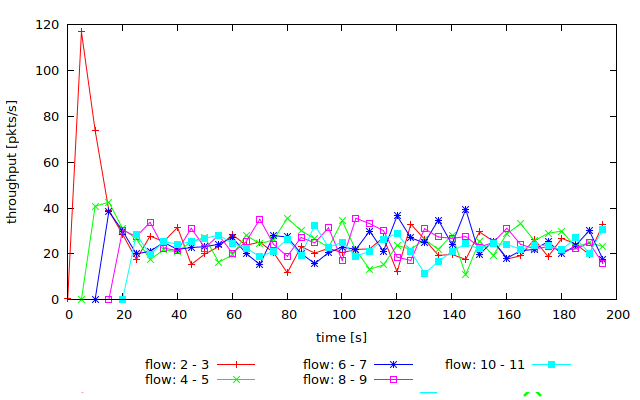 120
100
80
60
40
20
0
throughput [pkts/s]
0 20 40 60 80 100 120 140 160 180 200
time [s]
flow: 2 - 3 flow: 6 - 7 flow: 10 - 11
flow: 4 - 5 flow: 8 - 9